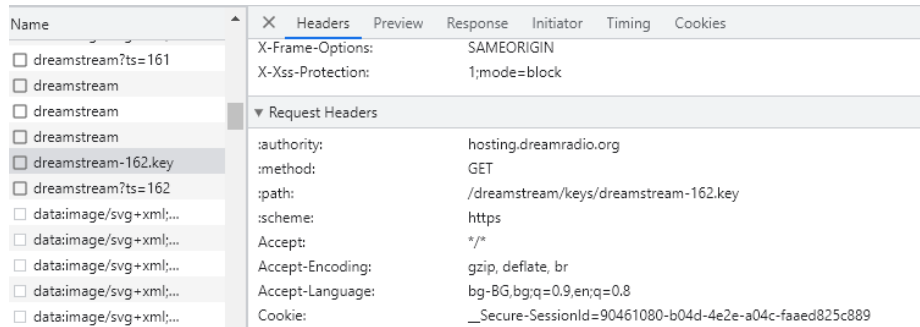 Name
dreamstream?ts=161
dreamstream
dreamstream
dreamstream
dreamstream-162.key
dreamstream?ts=162
data:image/svg+xml;...
data:image/svg+xml;...
data:image/svg+xml;...
data:image/svg+xml;...
data:image/svg+xml;...
Headers Preview Response Initiator Timing Cookies
X-Frame-Options: SAMEORIGIN
X-Xss-Protection: 1;mode=block
Request Headers
:authority: hosting.dreamradio.org
:method: GET
:path: /dreamstream/keys/dreamstream-162.key
:scheme: https
Accept: */*
Accept-Encoding: gzip, deflate, br
Accept-Language: bg-BG,bg;q=0.9,en;q=0.8
Cookie: __Secure-SessionId=90461080-b04d-4e2e-a04c-faaed825c889